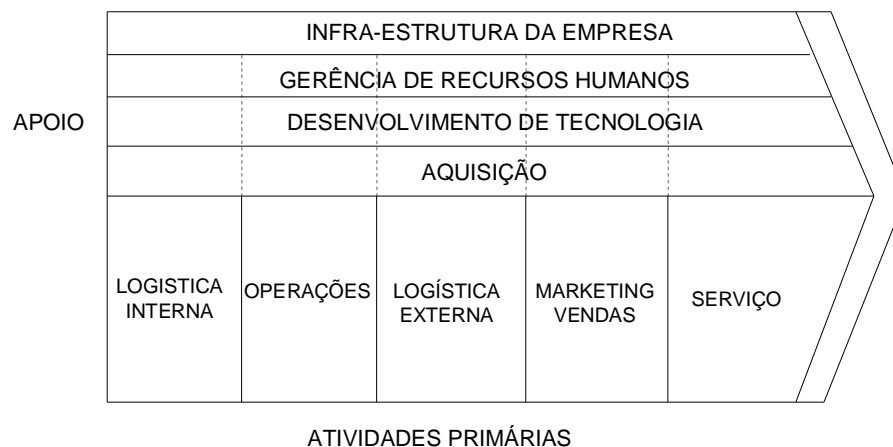 INFRA-ESTRUTURA DA EMPRESA
GERÊNCIA DE RECURSOS HUMANOS
APOIO
DESENVOLVIMENTO DE TECNOLOGIA
AQUISIÇÃO
LOGISTICA
INTERNA
OPERAÇÕES
LOGÍSTICA
EXTERNA
MARKETING
VENDAS
SERVIÇO
ATIVIDADES PRIMÁRIAS